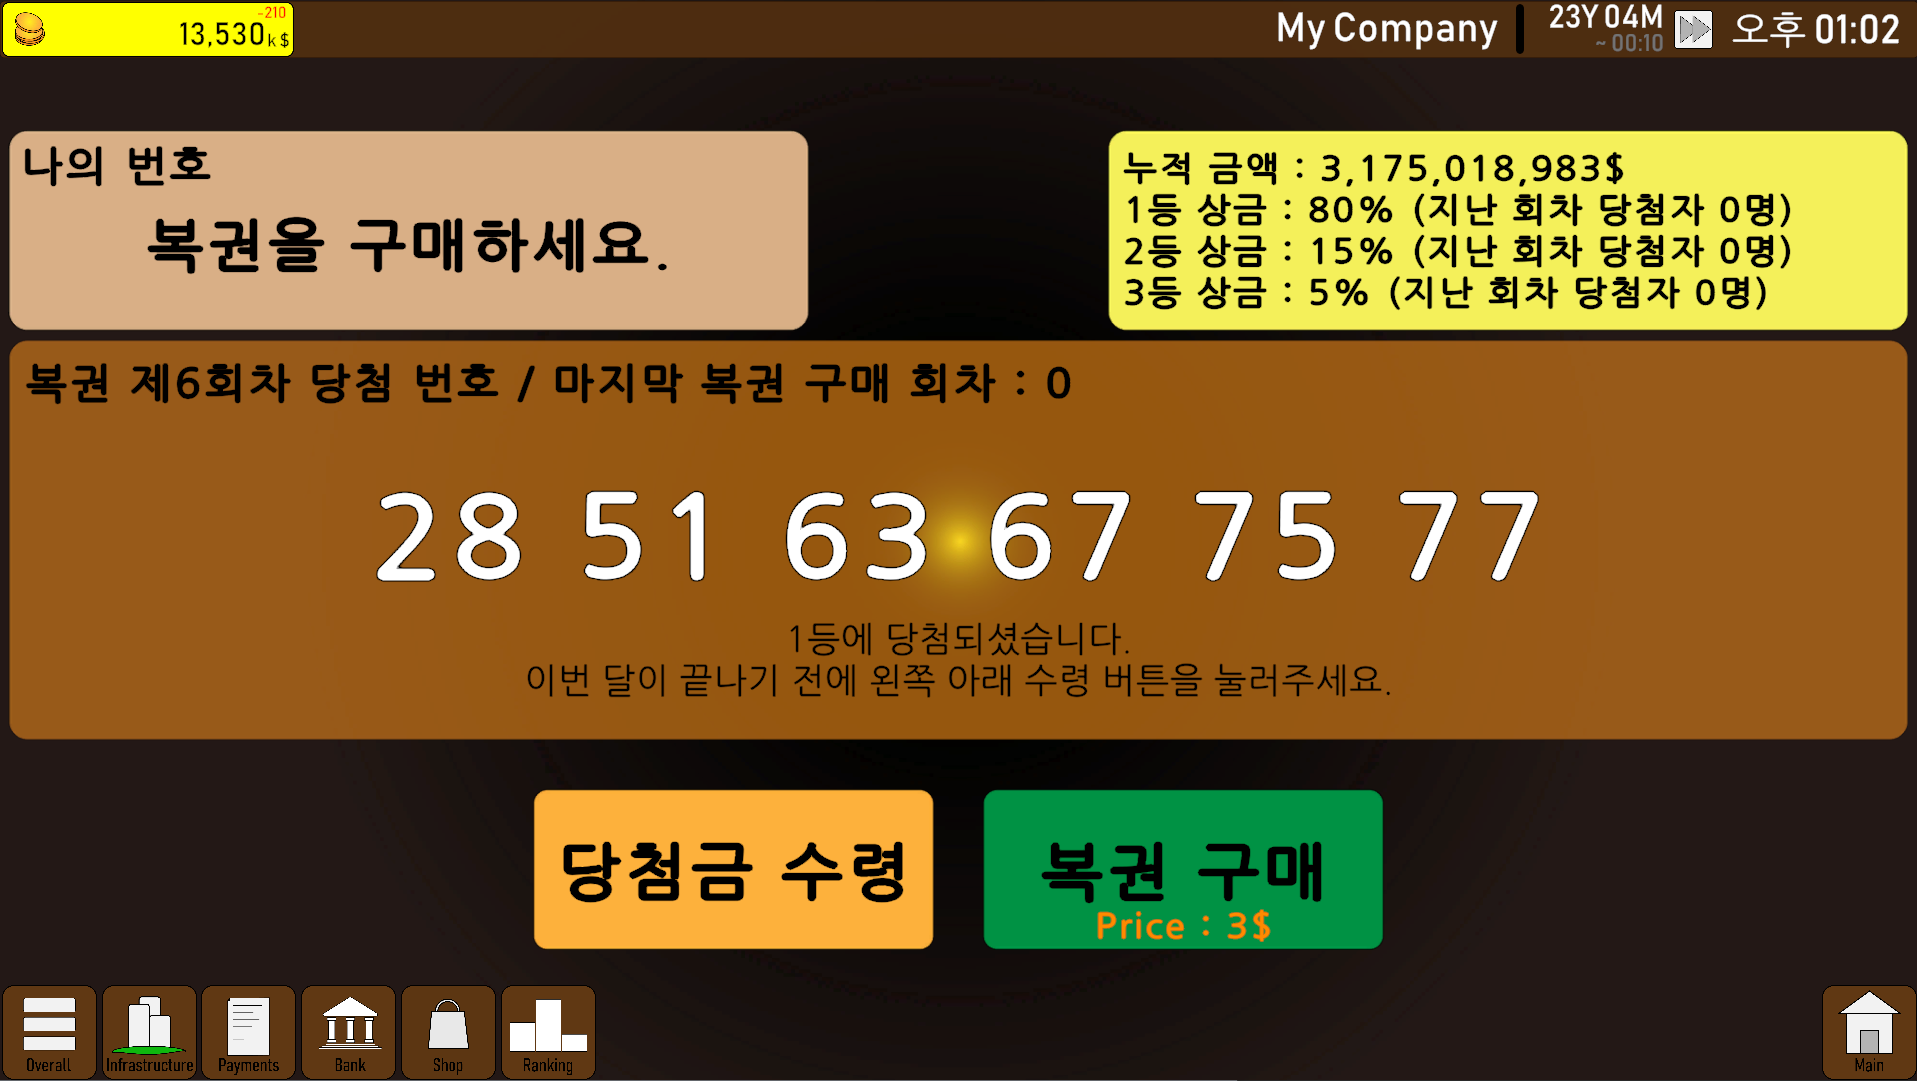 -210
13,530k$
My Company
23Y 04M
~ 00:10
오후 01:02
나의 번호
복권을 구매하세요.
누적 금액 : 3,175,018,983$
1등 상금 : 80% (지난 회차 당첨자 0명)
2등 상금 : 15% (지난 회차 당첨자 0명)
3등 상금 : 5% (지난 회차 당첨자 0명)
복권 제6회차 당첨 번호 / 마지막 복권 구매 회차 : 0
28 51 63 67 75 77
1등에 당첨되셨습니다.
이번 달이 끝나기 전에 왼쪽 아래 수령 버튼을 눌러주세요.
당첨금 수령
복권 구매
Price : 3$
Overall
Infrastructure
Payments
Bank
Shop
Ranking
Main